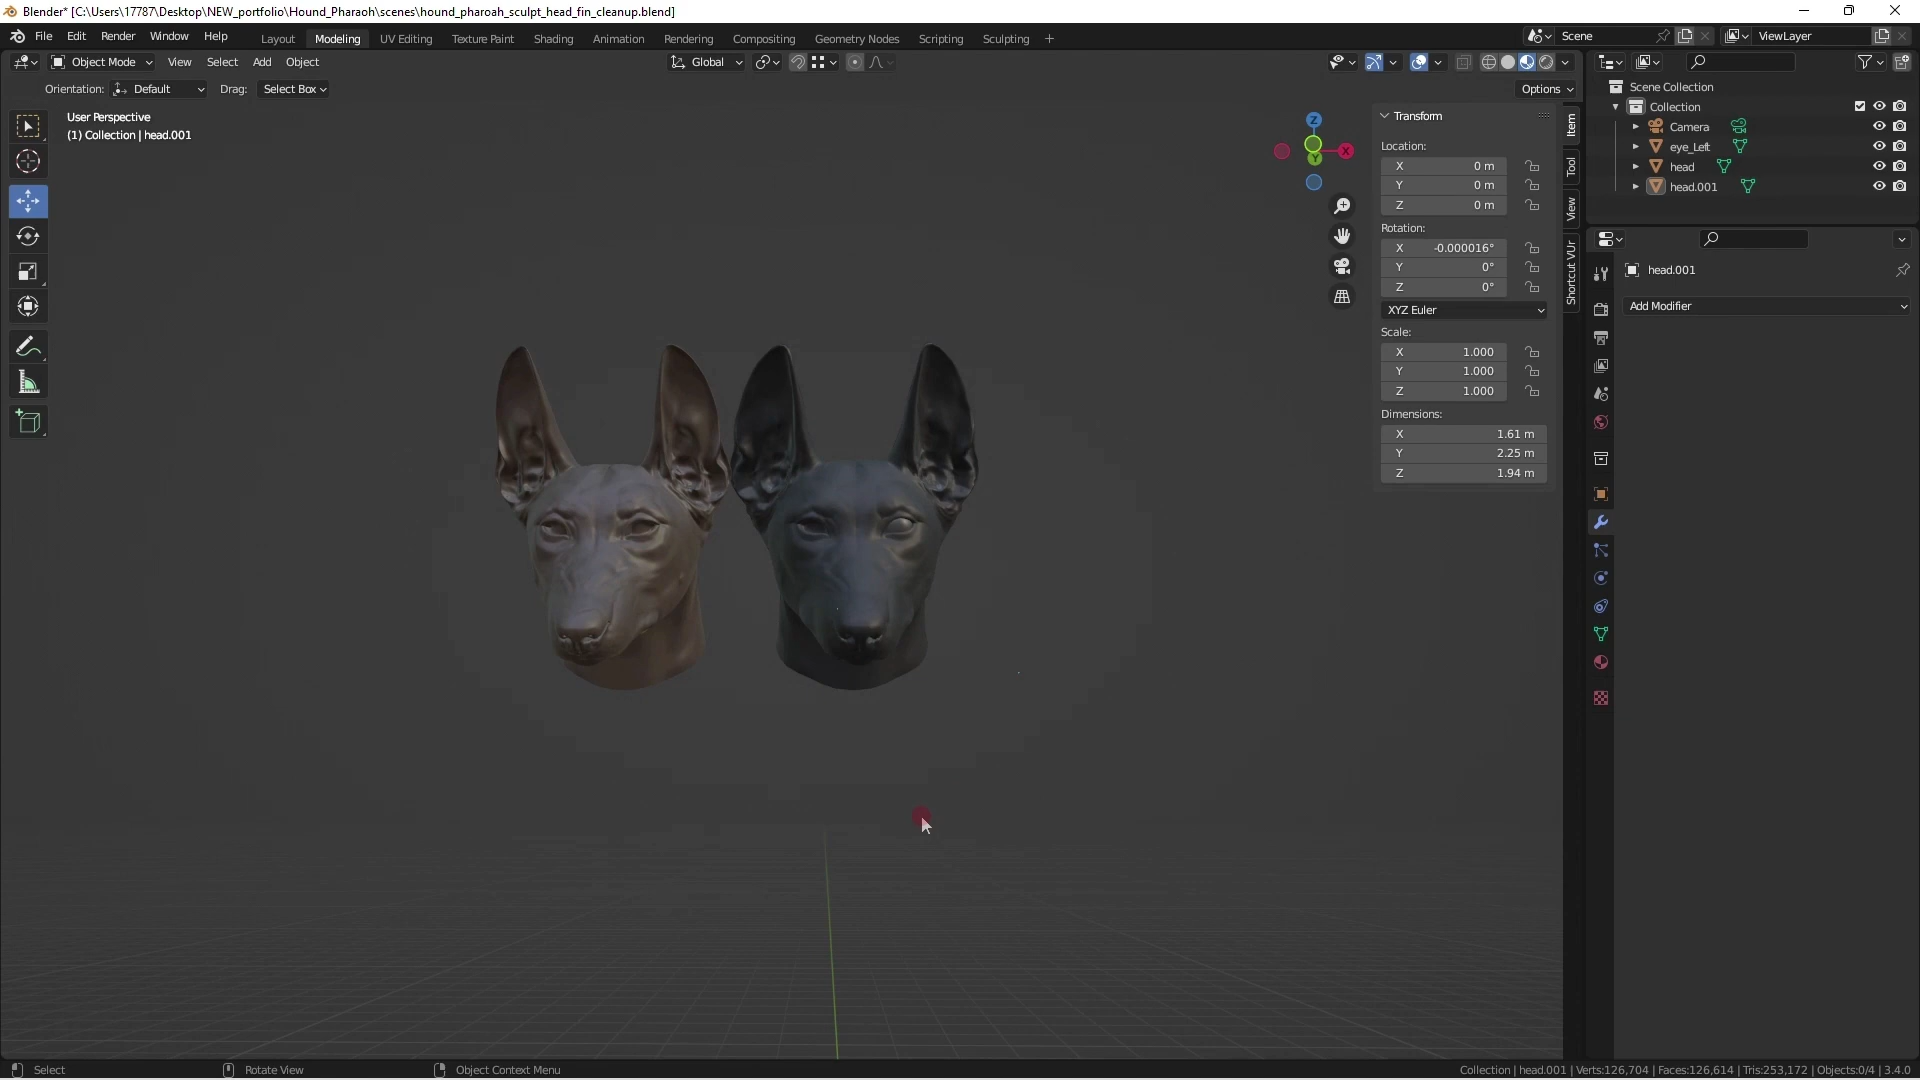 Blender* [C:\Users\17787\Desktop\NEW_portfolio\Hound_Pharaoh\scenes\hound_pharoah_sculpt_head_fin_cleanup.blend]
File Edit Render Window Help Layout Modeling UV Editing Texture Paint Shading Animation Rendering Compositing Geometry Nodes Scripting Sculpting + Scene ViewLayer
Object Mode View Select Add Object Global
Orientation: Default Drag: Select Box Options
User Perspective
(1) Collection | head.001
Z
X
Y
Transform
Location:
X 0 m
Y 0 m
Z 0 m
Rotation:
X -0.000016°
Y 0°
Z 0°
XYZ Euler
Scale:
X 1.000
Y 1.000
Z 1.000
Dimensions:
X 1.61 m
Y 2.25 m
Z 1.94 m
Item
Tool
View
Shortcut VUr
Scene Collection
Collection
Camera
eye_Left
head
head.001
head.001
Add Modifier
Select Rotate View Object Context Menu
Collection | head.001 | Verts:126,704 | Faces:126,614 | Tris:253,172 | Objects:0/4 | 3.4.0